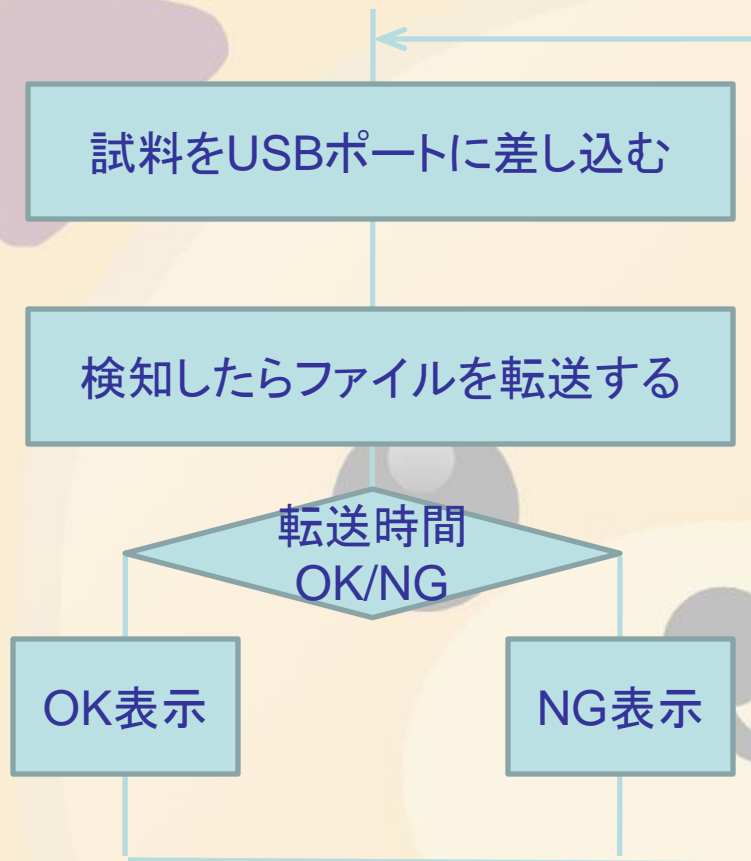 試料をUSBポートに差し込む
検知したらファイルを転送する
転送時間
OK/NG
OK表示
NG表示